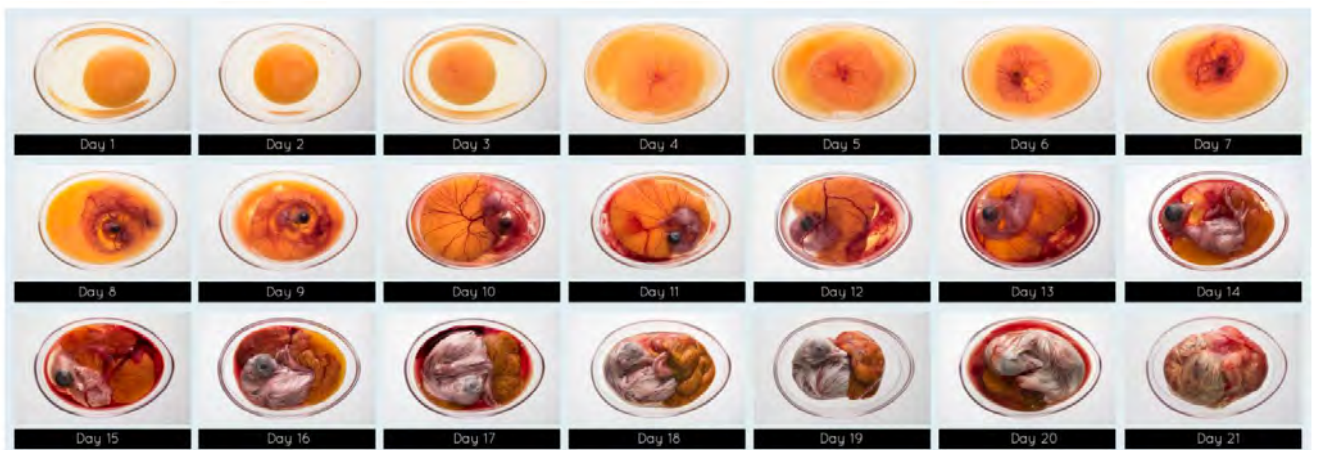 Day 1
Day 2
Day 3
Day 4
Day 5
Day 6
Day 7
Day 8
Day 9
Day 10
Day 11
Day 12
Day 13
Day 14
Day 15
Day 16
Day 17
Day 18
Day 19
Day 20
Day 21